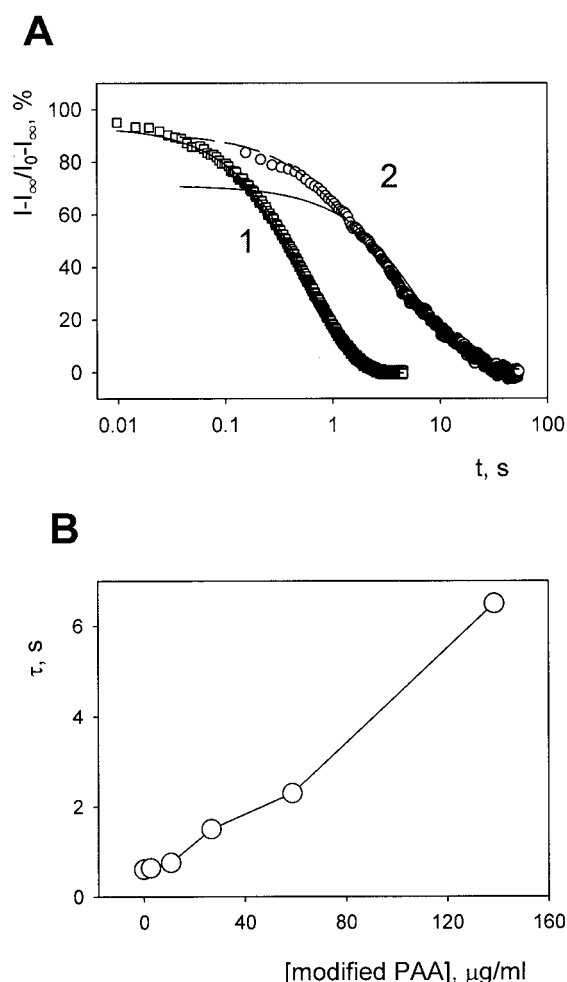 A
I-I∞/I0-I∞, %
100
80
60
40
20
0
1
2
0.01 0.1 1 10 100
t, s
B
τ, s
6
4
2
0
0 40 80 120 160
[modified PAA], μg/ml